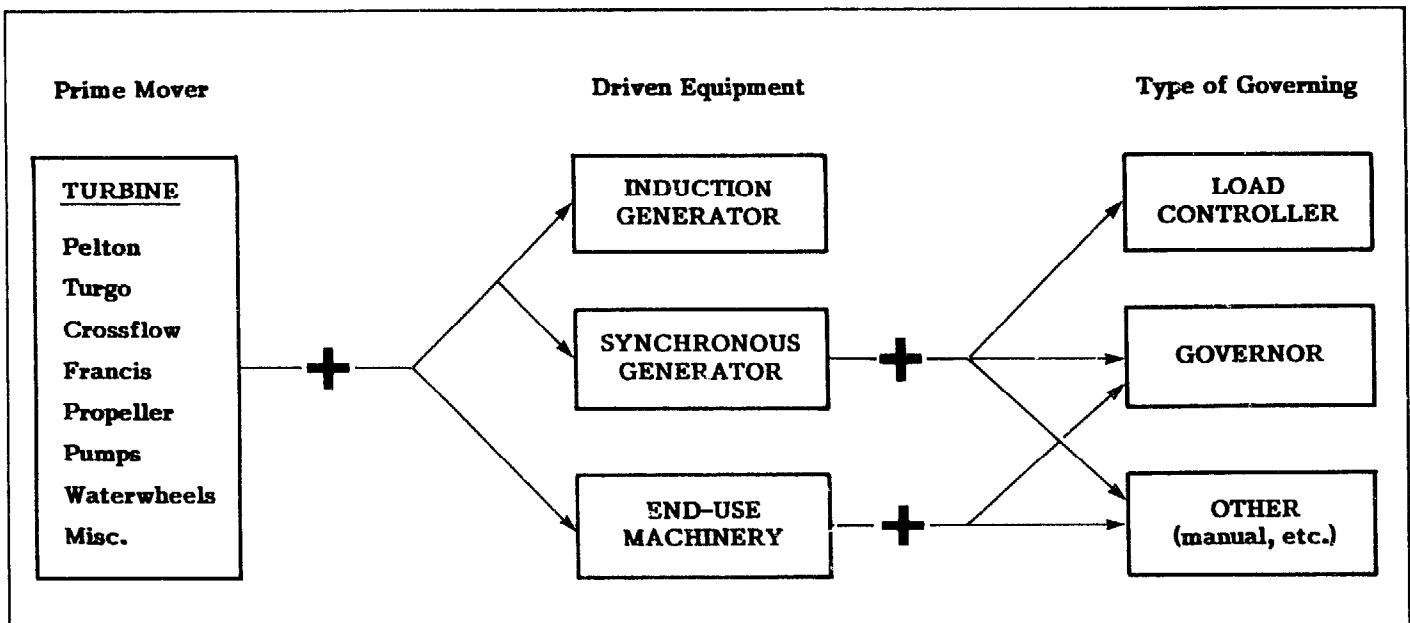 Prime Mover
Driven Equipment
Type of Governing
TURBINE
Pelton
Turgo
Crossflow
Francis
Propeller
Pumps
Waterwheels
Misc.
+
+
+
INDUCTION
GENERATOR
SYNCHRONOUS
GENERATOR
END-USE
MACHINERY
LOAD
CONTROLLER
GOVERNOR
OTHER
(manual, etc.)